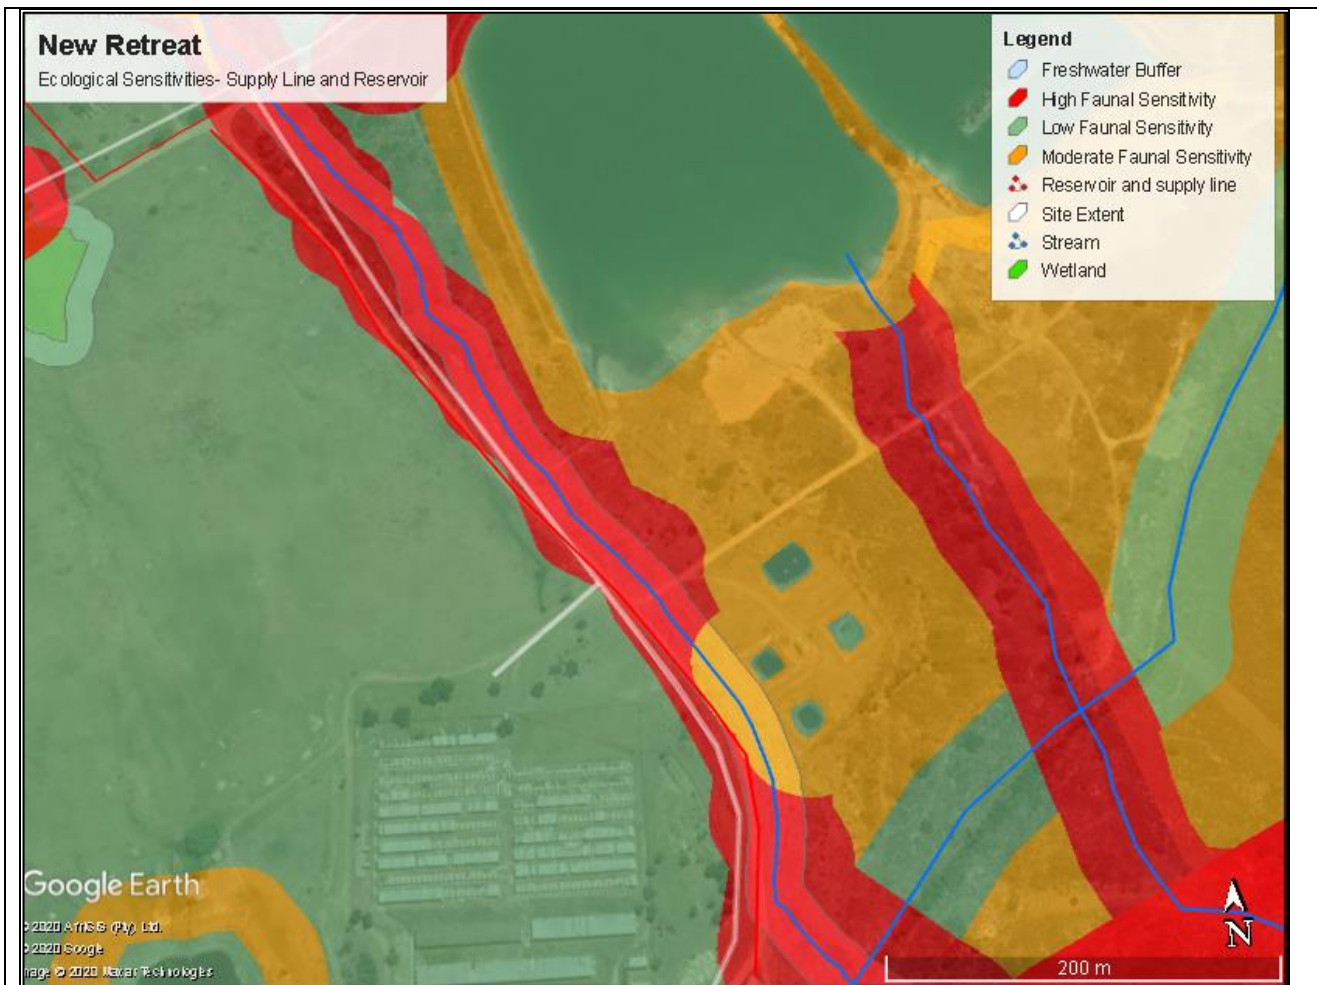 New Retreat
Ecological Sensitivities- Supply Line and Reservoir
Legend
Freshwater Buffer
High Faunal Sensitivity
Low Faunal Sensitivity
Moderate Faunal Sensitivity
Reservoir and supply line
Site Extent
Stream
Wetland
Google Earth
© 2020 AfriGIS (Pty) Ltd.
© 2020 Google
mage © 2020 Maxar Technologies
N
200 m